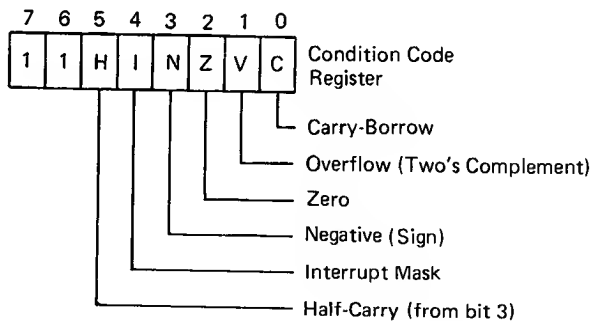 7 6 5 4 3 2 1 0
1 1 H I N Z V C
Condition Code
Register
Carry-Borrow
Overflow (Two's Complement)
Zero
Negative (Sign)
Interrupt Mask
Half-Carry (from bit 3)